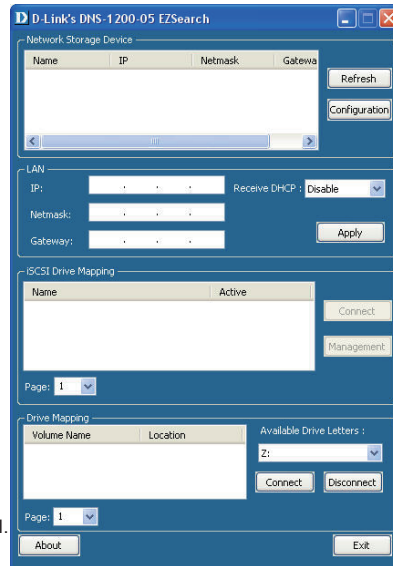 D-Link's DNS-1200-05 EZSearch
Network Storage Device
Name IP Netmask Gatewa
Refresh
Configuration
LAN
IP: Receive DHCP : Disable
Netmask:
Gateway: Apply
iSCSI Drive Mapping
Name Active
Connect
Management
Page: 1
Drive Mapping
Volume Name Location Available Drive Letters :
Z:
Connect Disconnect
Page: 1
About Exit